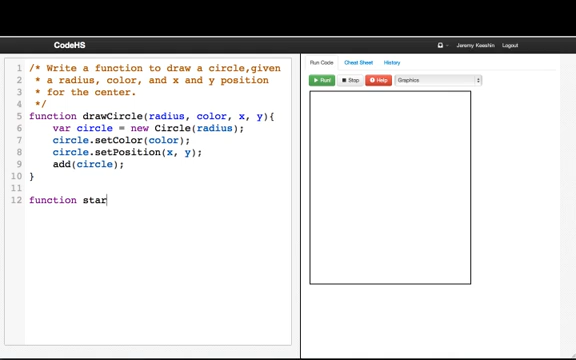 CodeHS
Jeremy Keeshin Logout
Run Code Cheat Sheet History
Run! Stop Help Graphics
1 /* Write a function to draw a circle,given
2 * a radius, color, and x and y position
3 * for the center.
4 */
5 function drawCircle(radius, color, x, y){
6 var circle = new Circle(radius);
7 circle.setColor(color);
8 circle.setPosition(x, y);
9 add(circle);
10 }
11
12 function star